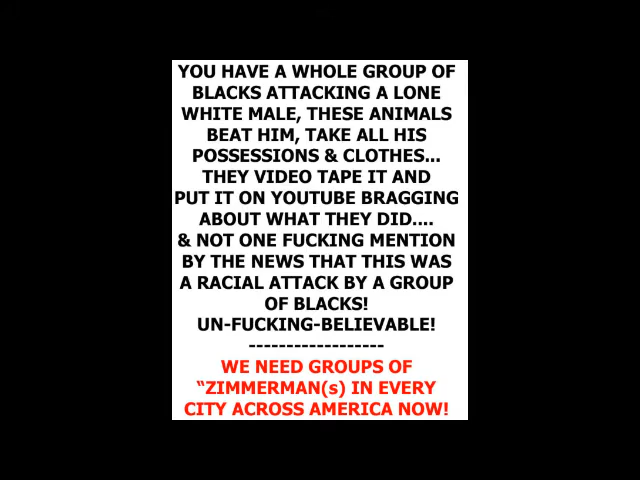 YOU HAVE A WHOLE GROUP OF
BLACKS ATTACKING A LONE
WHITE MALE, THESE ANIMALS
BEAT HIM, TAKE ALL HIS
POSSESSIONS & CLOTHES...
THEY VIDEO TAPE IT AND
PUT IT ON YOUTUBE BRAGGING
ABOUT WHAT THEY DID....
& NOT ONE FUCKING MENTION
BY THE NEWS THAT THIS WAS
A RACIAL ATTACK BY A GROUP
OF BLACKS!
UN-FUCKING-BELIEVABLE!
------------------
WE NEED GROUPS OF
“ZIMMERMAN(s) IN EVERY
CITY ACROSS AMERICA NOW!